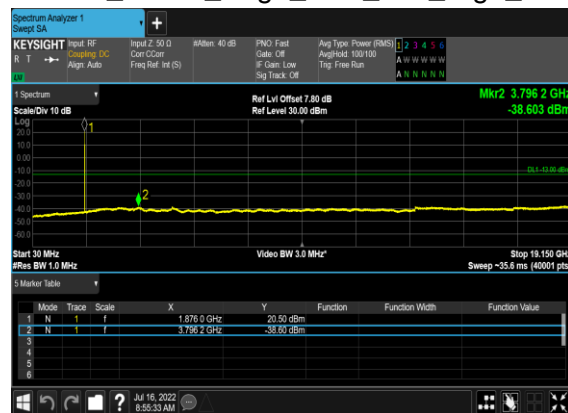 Spectrum Analyzer 1
Swept SA
+
KEYSIGHT
R T
Input: RF
Coupling: DC
Align: Auto
Input Z: 50 Ω
Corr CCorr
Freq Ref: Int (S)
#Atten: 40 dB
PNO: Fast
Gate: Off
IF Gain: Low
Sig Track: Off
Avg Type: Power (RMS)
Avg|Hold: 100/100
Trig: Free Run
1 2 3 4 5 6
A W W W W W
A N N N N N
1 Spectrum
Scale/Div 10 dB
Ref Lvl Offset 7.80 dB
Ref Level 30.00 dBm
Mkr2 3.796 2 GHz
-38.603 dBm
Log
20.0
10.0
0.00
-10.0
-20.0
-30.0
-40.0
-50.0
-60.0
1
2
DL1 -13.00 dBm
Start 30 MHz
#Res BW 1.0 MHz
Video BW 3.0 MHz*
Stop 19.150 GHz
Sweep ~35.6 ms (40001 pts)
5 Marker Table
Mode Trace Scale X Y Function Function Width Function Value
1 N 1 f 1.876 0 GHz 20.50 dBm
2 N 1 f 3.796 2 GHz -38.60 dBm
3
4
5
6
?
Jul 16, 2022
8:55:33 AM